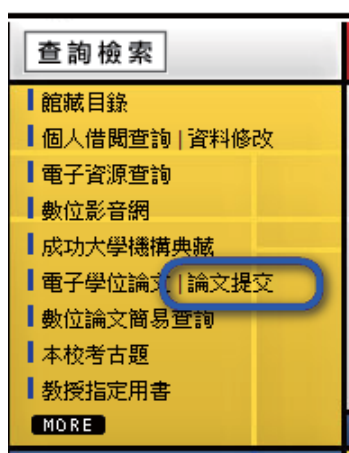 查詢檢索
館藏目錄
個人借閱查詢 | 資料修改
電子資源查詢
數位影音網
成功大學機構典藏
電子學位論文 | 論文提交
數位論文簡易查詢
本校考古題
教授指定用書
MORE